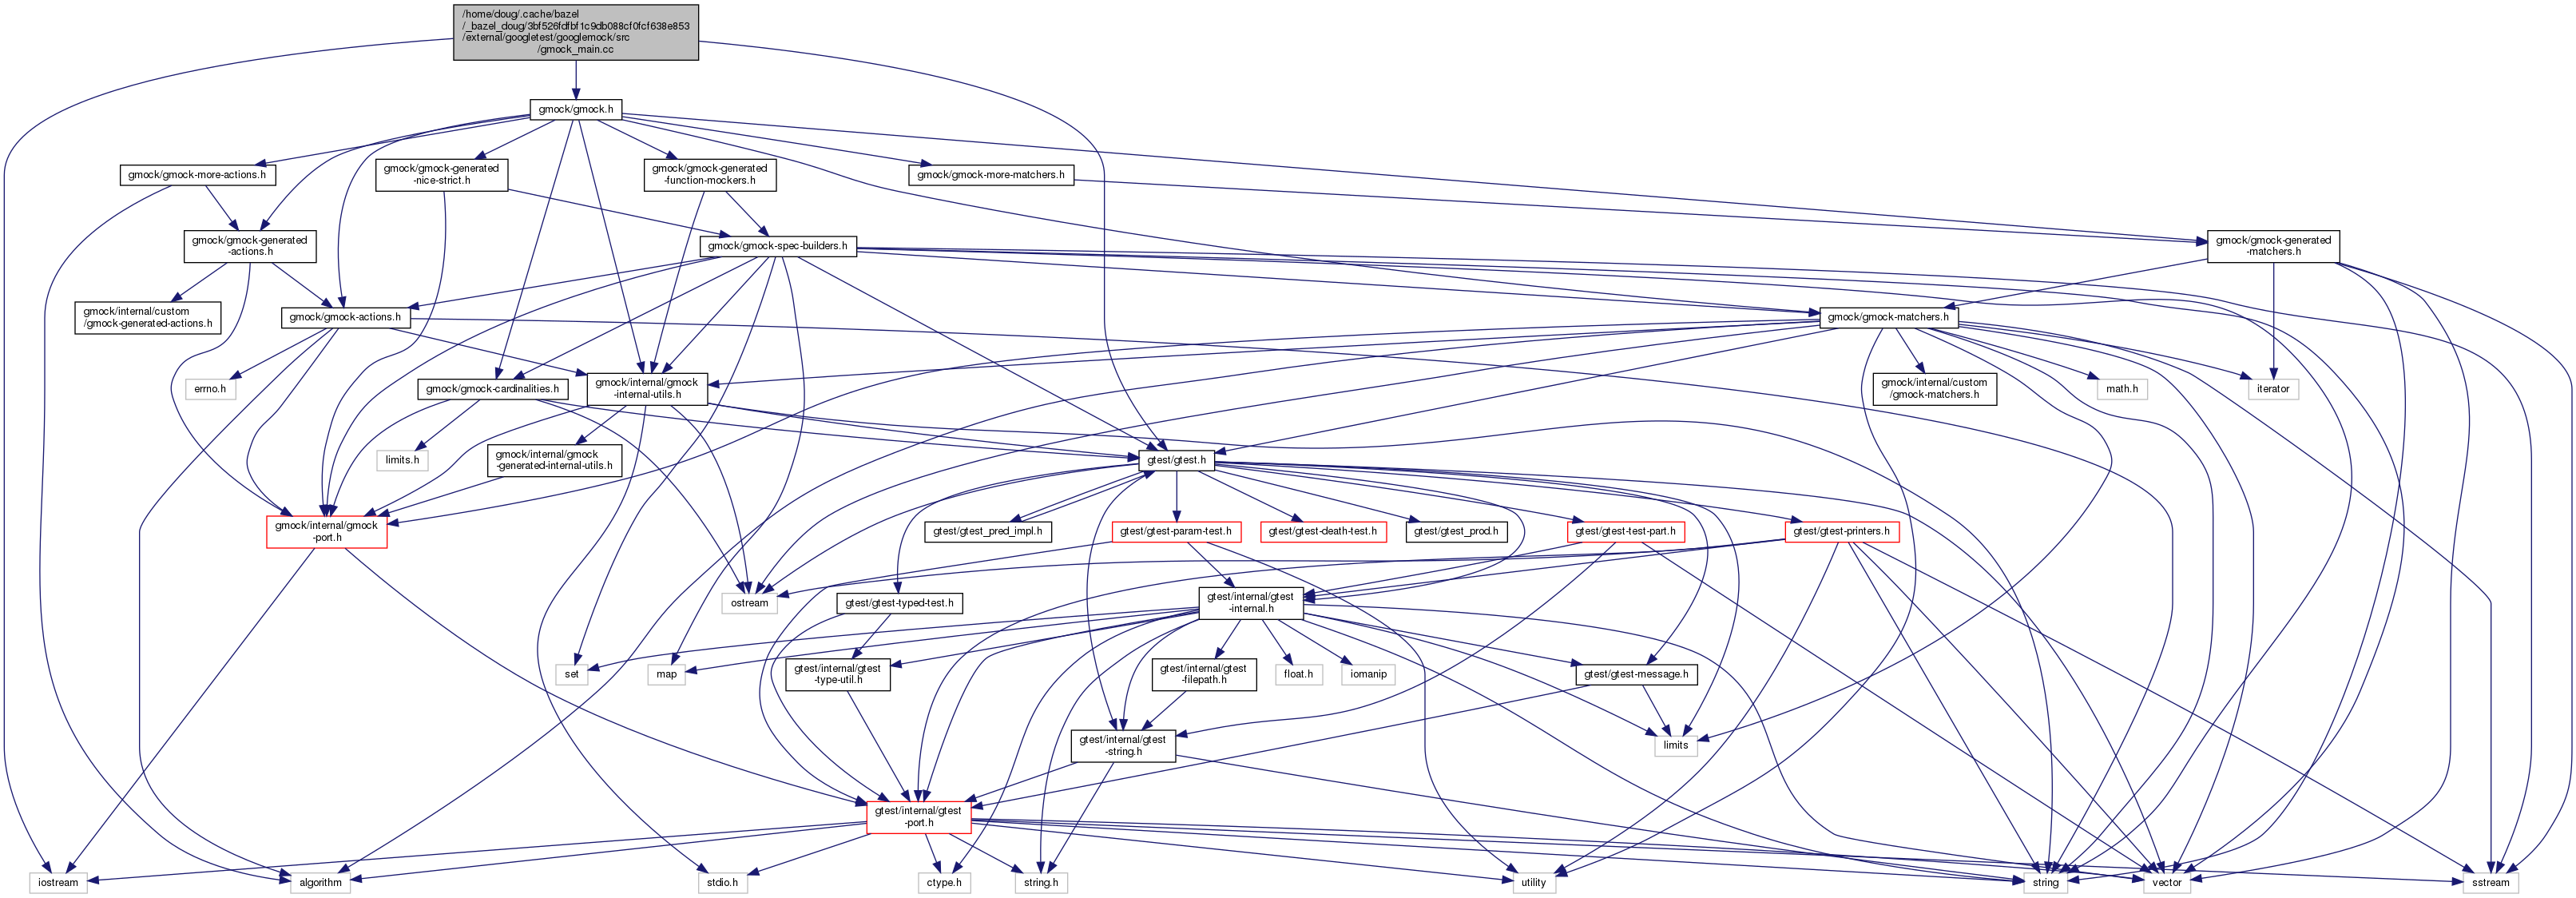 /home/doug/.cache/bazel
/_bazel_doug/3bf526fdfbf1c9db088cf0fcf638e853
/external/googletest/googlemock/src
/gmock_main.cc
gmock/gmock.h
gmock/gmock-more-actions.h
gmock/gmock-generated
-nice-strict.h
gmock/gmock-generated
-function-mockers.h
gmock/gmock-more-matchers.h
gmock/gmock-generated
-actions.h
gmock/gmock-spec-builders.h
gmock/gmock-generated
-matchers.h
gmock/internal/custom
/gmock-generated-actions.h
gmock/gmock-actions.h
gmock/gmock-matchers.h
errno.h
gmock/gmock-cardinalities.h
gmock/internal/gmock
-internal-utils.h
gmock/internal/custom
/gmock-matchers.h
math.h
iterator
limits.h
gmock/internal/gmock
-generated-internal-utils.h
gtest/gtest.h
gmock/internal/gmock
-port.h
gtest/gtest_pred_impl.h
gtest/gtest-param-test.h
gtest/gtest-death-test.h
gtest/gtest_prod.h
gtest/gtest-test-part.h
gtest/gtest-printers.h
ostream
gtest/gtest-typed-test.h
gtest/internal/gtest
-internal.h
set
map
gtest/internal/gtest
-type-util.h
gtest/internal/gtest
-filepath.h
float.h
iomanip
gtest/gtest-message.h
gtest/internal/gtest
-string.h
limits
gtest/internal/gtest
-port.h
iostream
algorithm
stdio.h
ctype.h
string.h
utility
string
vector
sstream